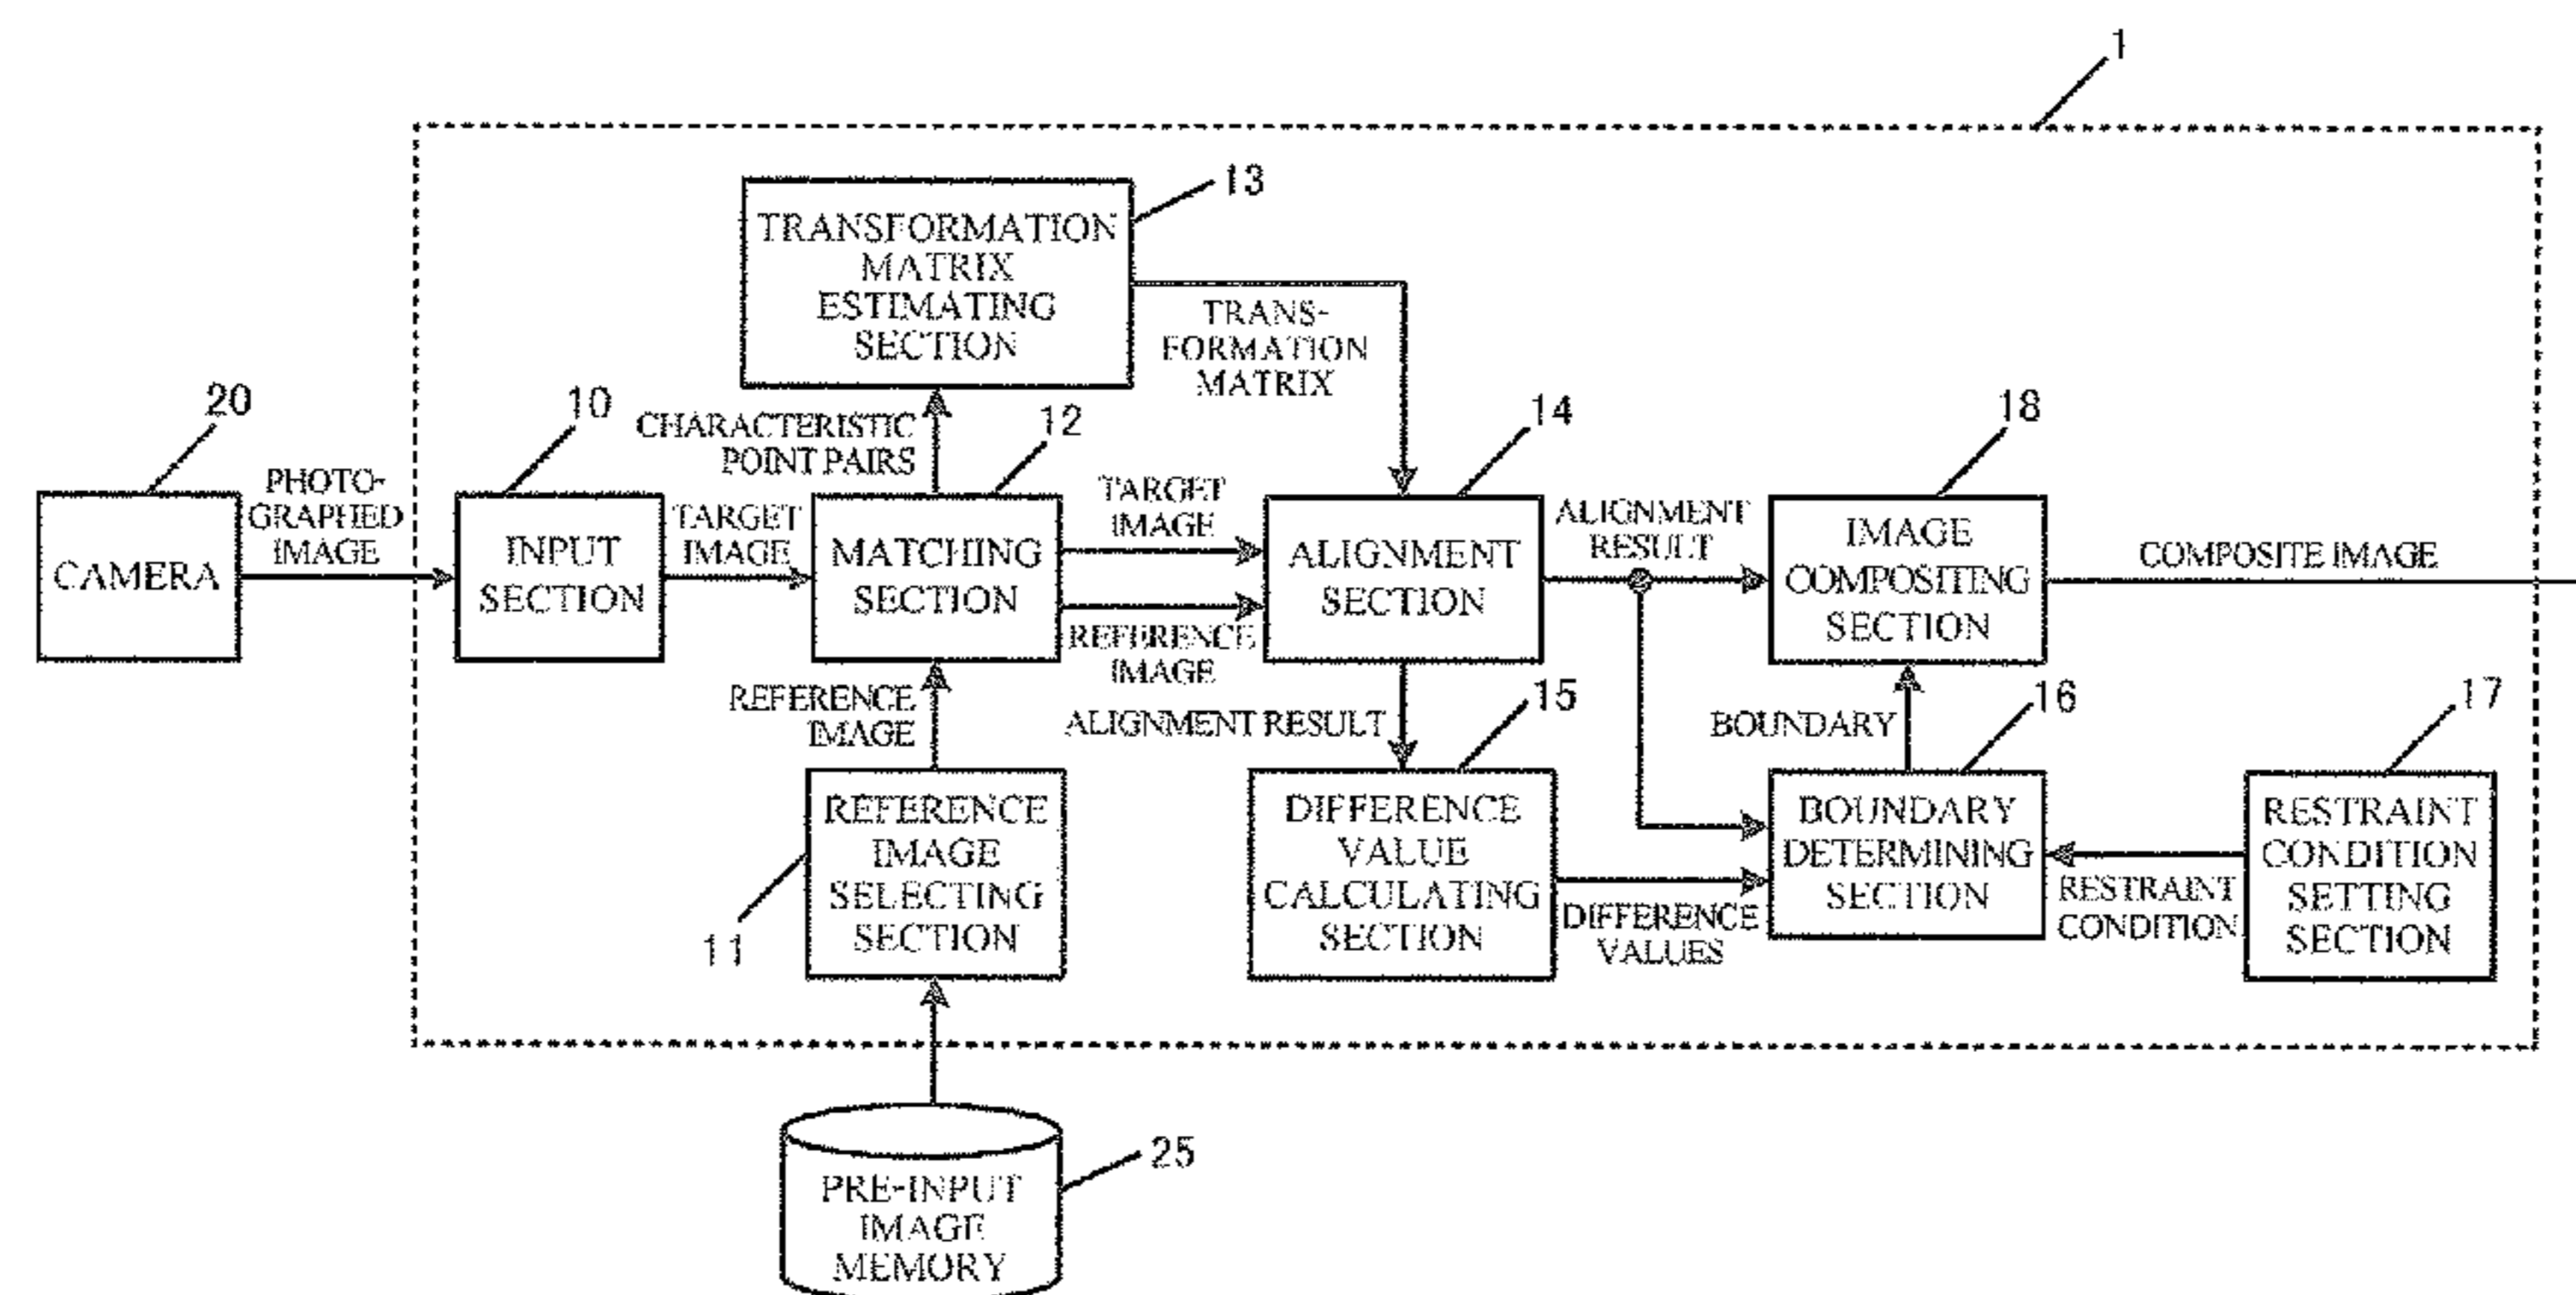 1
13
TRANSFORMATION
MATRIX
ESTIMATING
SECTION
TRANS-
FORMATION
MATRIX
20
10
CHARACTERISTIC
POINT PAIRS
12
14
18
PHOTO-
GRAPHED
IMAGE
TARGET
IMAGE
TARGET
IMAGE
ALIGNMENT
RESULT
CAMERA
INPUT
SECTION
MATCHING
SECTION
ALIGNMENT
SECTION
IMAGE
COMPOSITING
SECTION
COMPOSITE IMAGE
REFERENCE
IMAGE
REFERENCE
IMAGE
ALIGNMENT RESULT
15
BOUNDARY
16
17
REFERENCE
IMAGE
SELECTING
SECTION
11
DIFFERENCE
VALUE
CALCULATING
SECTION
DIFFERENCE
VALUES
BOUNDARY
DETERMINING
SECTION
RESTRAINT
CONDITION
RESTRAINT
CONDITION
SETTING
SECTION
25
PRE-INPUT
IMAGE
MEMORY